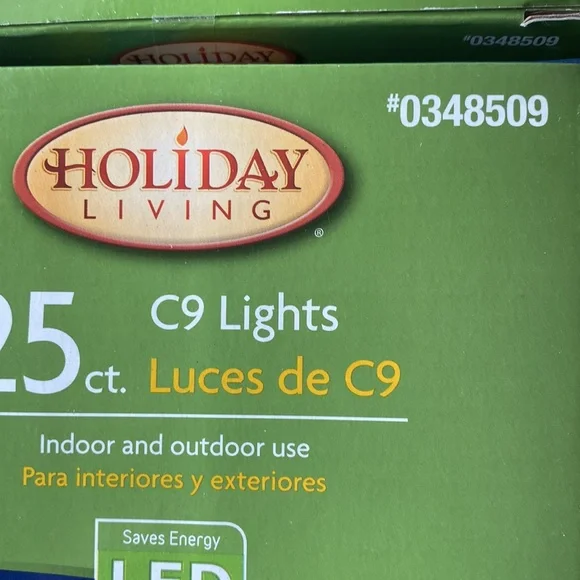 HOLIDAY
#0348509
#0348509
HOLIDAY
LIVING
®
25 ct.
C9 Lights
Luces de C9
Indoor and outdoor use
Para interiores y exteriores
Saves Energy
LED